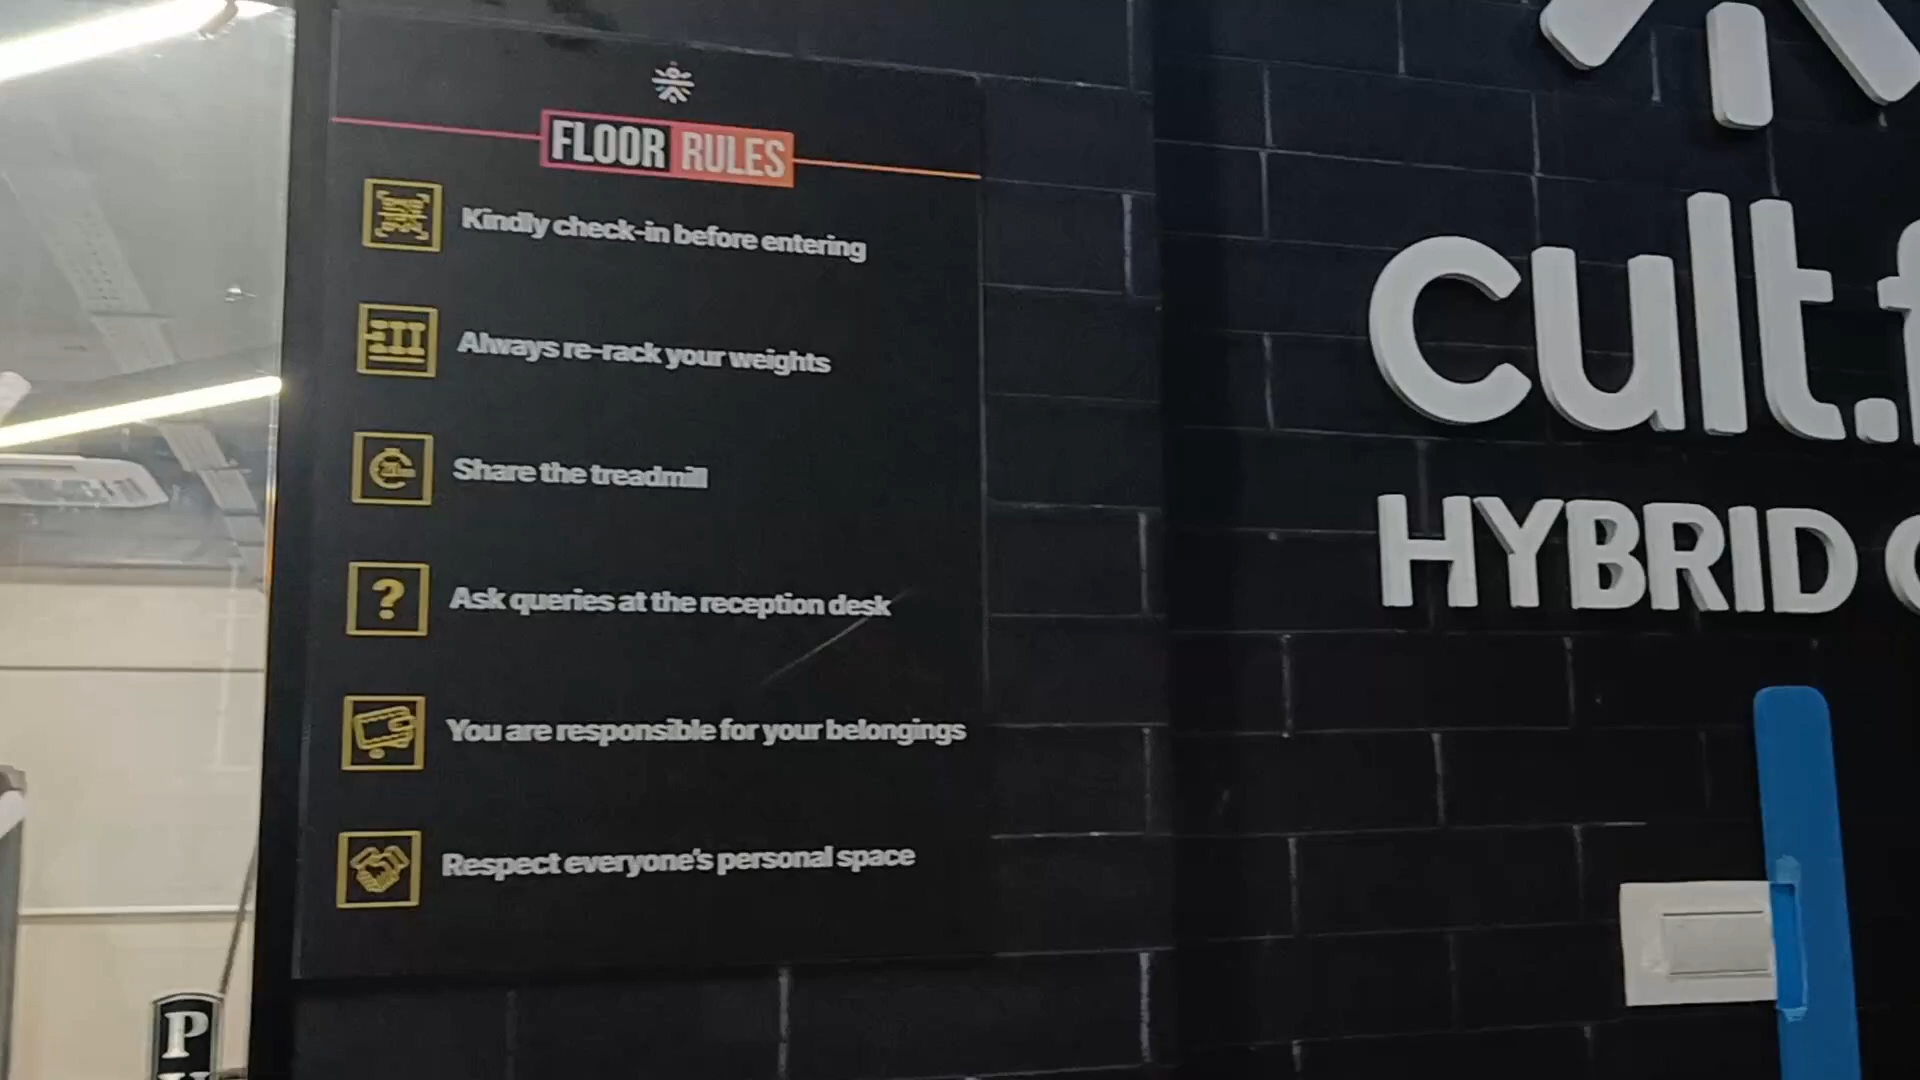 FLOOR RULES
Kindly check-in before entering
Always re-rack your weights
Share the treadmill
Ask queries at the reception desk
You are responsible for your belongings
Respect everyone's personal space
cult.f
HYBRID
P